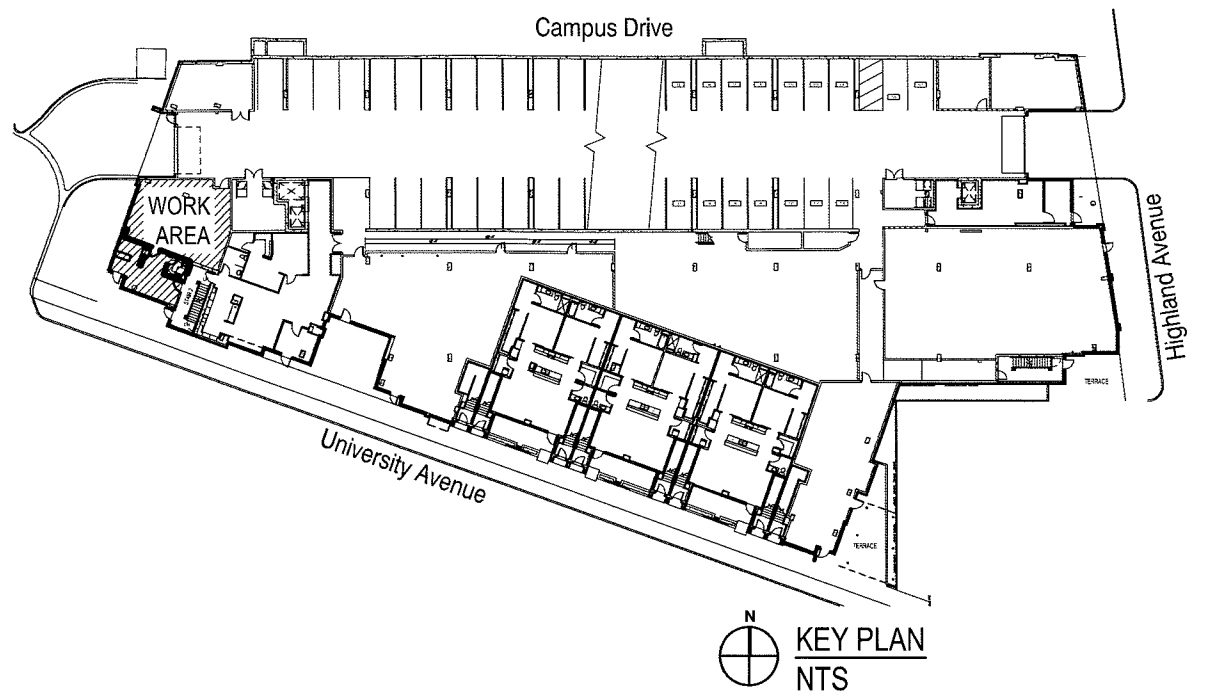 Campus Drive
WORK
AREA
Highland Avenue
TERRACE
University Avenue
TERRACE
N
KEY PLAN
NTS